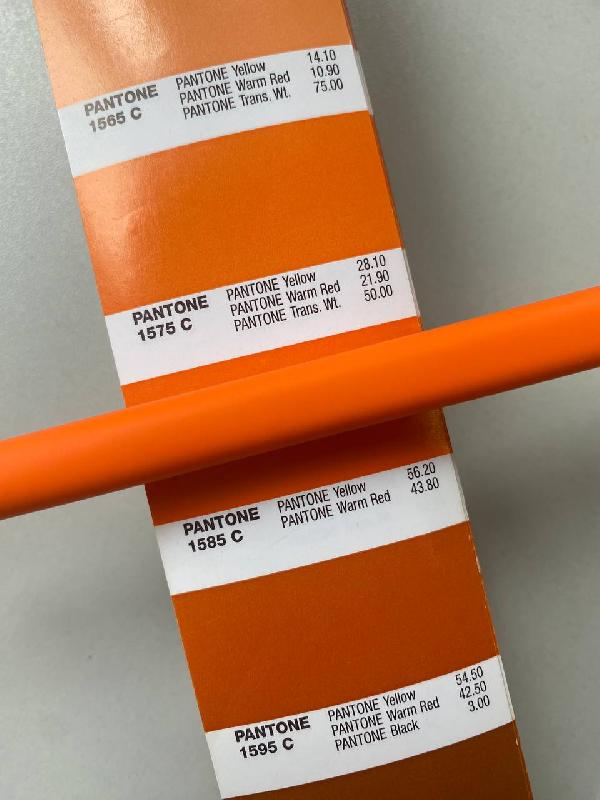 PANTONE
1565 C
PANTONE Yellow 14.10
PANTONE Warm Red 10.90
PANTONE Trans. Wt. 75.00
PANTONE
1575 C
PANTONE Yellow 28.10
PANTONE Warm Red 21.90
PANTONE Trans. Wt. 50.00
PANTONE
1585 C
PANTONE Yellow 56.20
PANTONE Warm Red 43.80
PANTONE
1595 C
PANTONE Yellow 54.50
PANTONE Warm Red 42.50
PANTONE Black 3.00